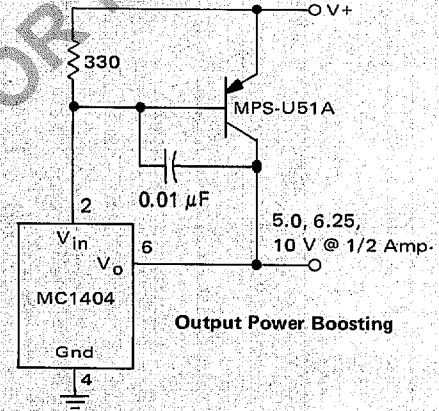 V+
330
MPS-U51A
0.01 μF
2
Vin
6
Vo
5.0, 6.25,
10 V @ 1/2 Amp.
MC1404
Output Power Boosting
Gnd
4